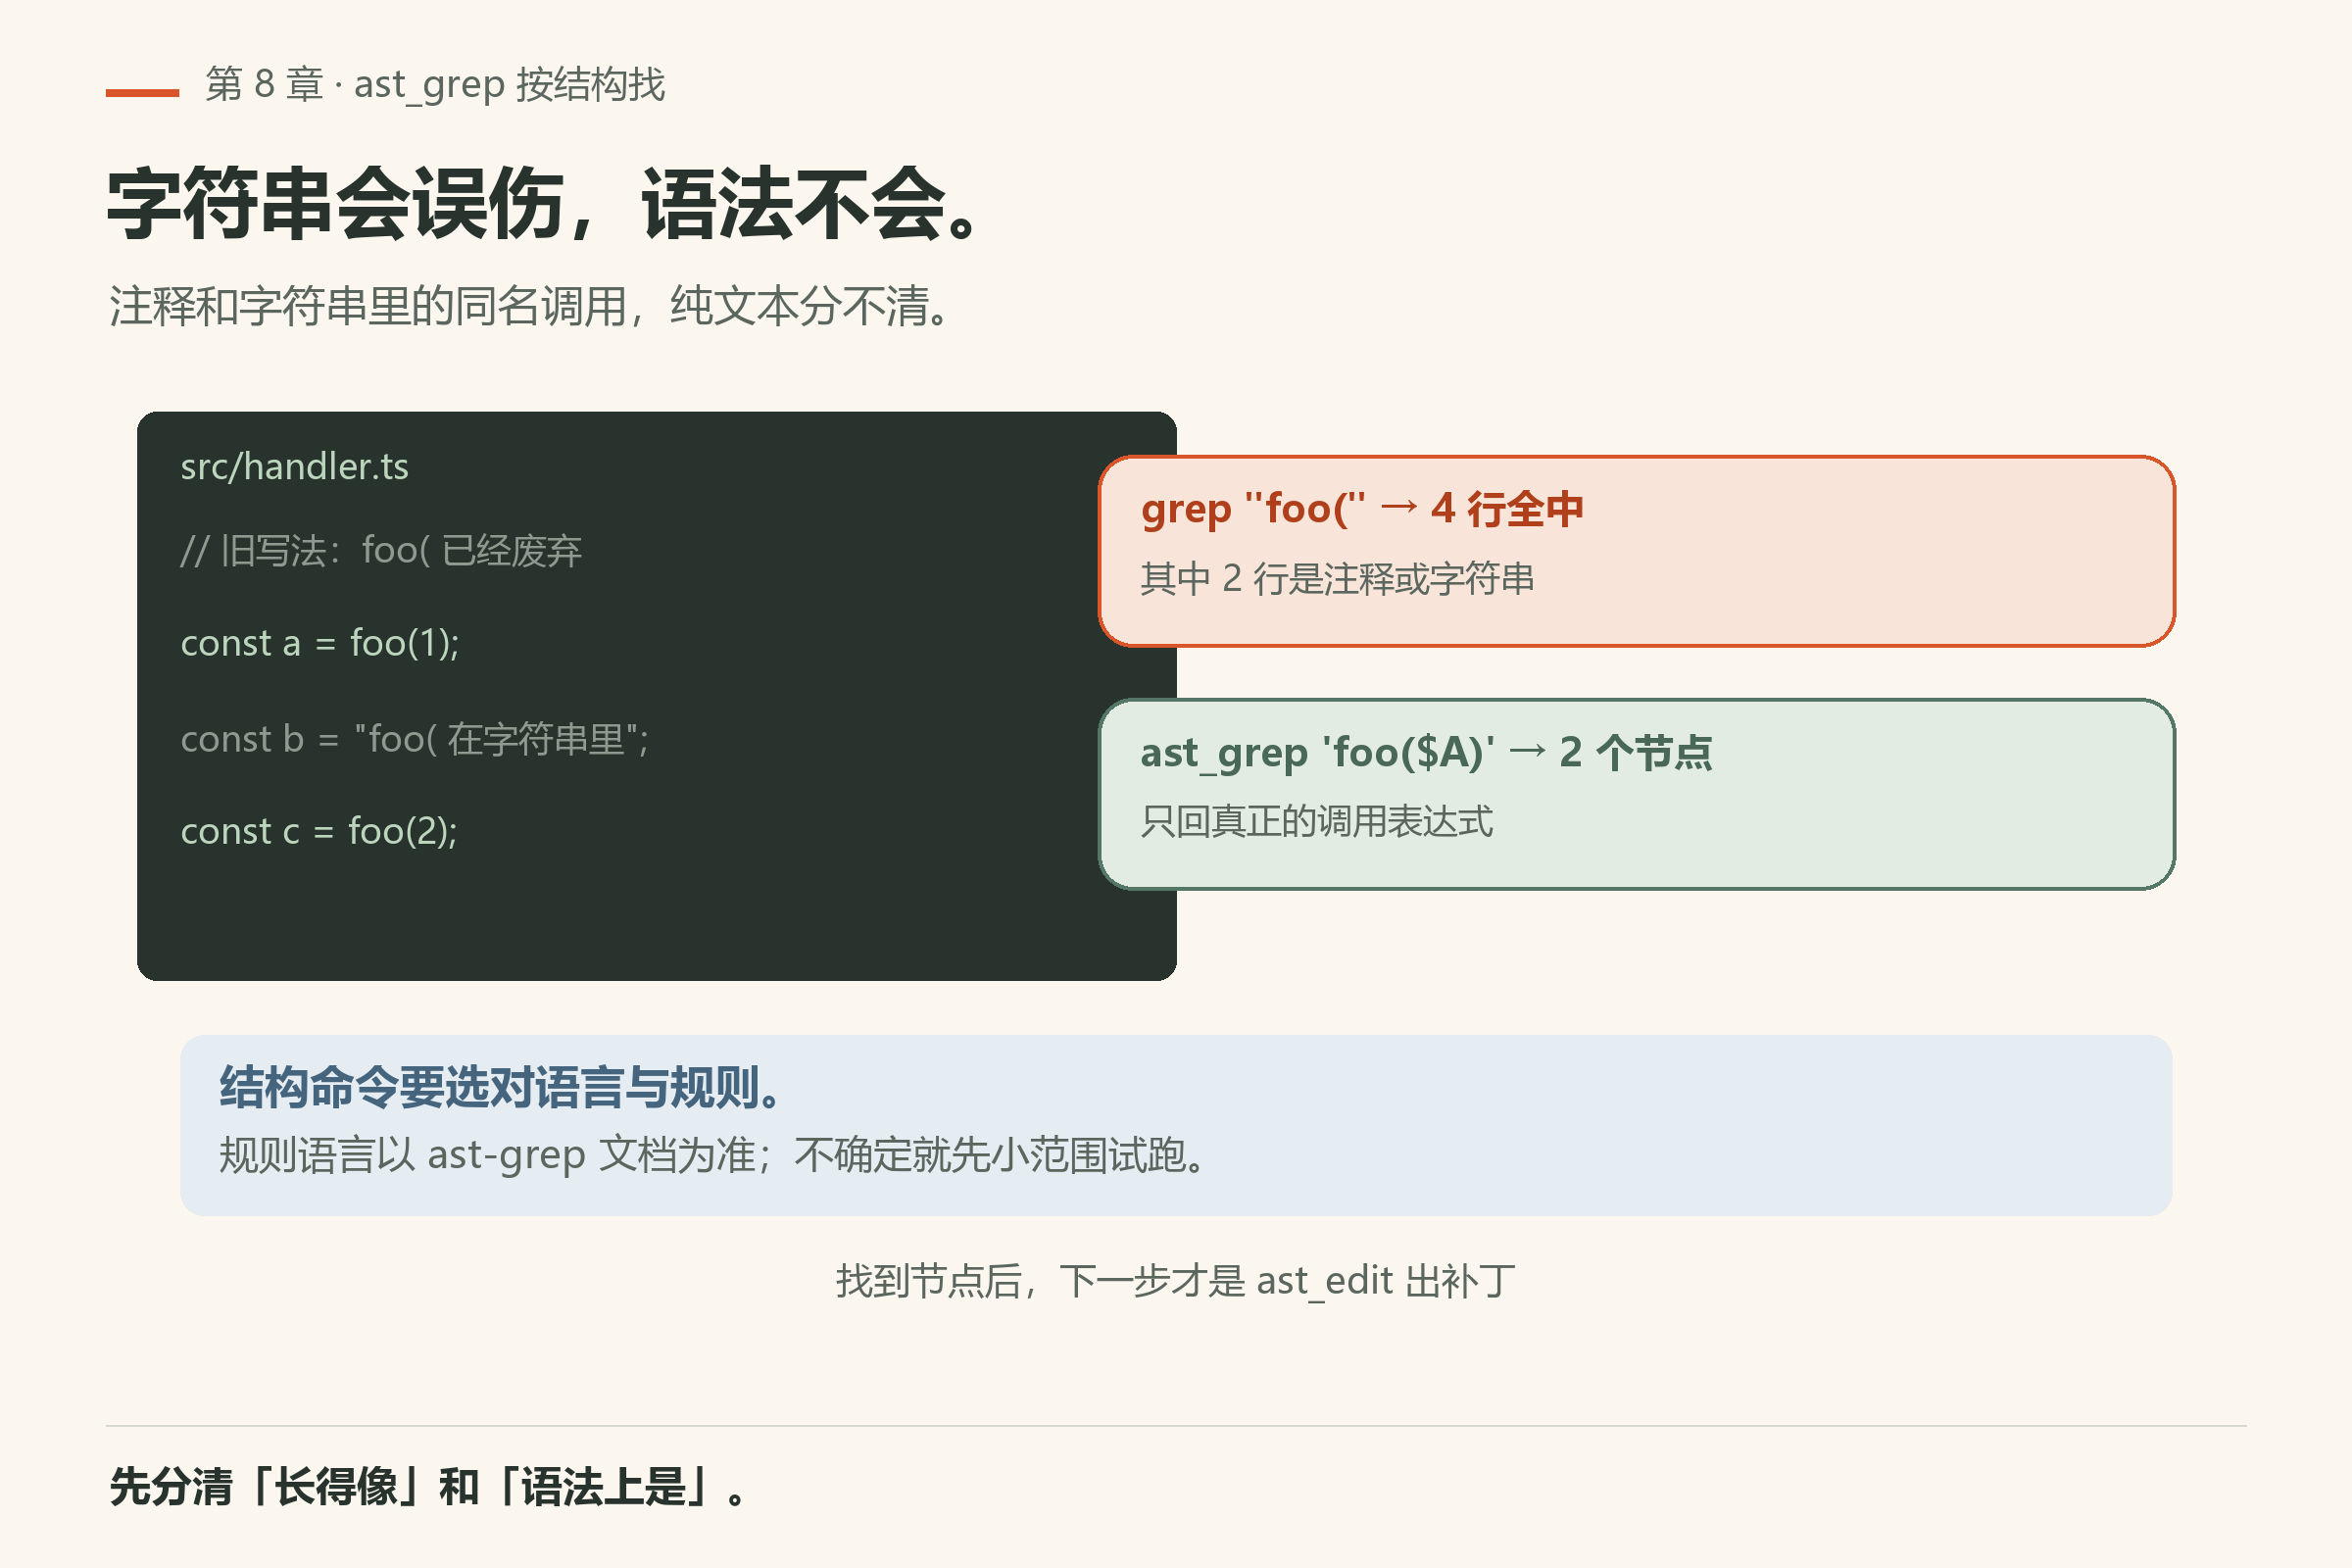 第 8 章 · ast_grep 按结构找
字符串会误伤，语法不会。
注释和字符串里的同名调用，纯文本分不清。
src/handler.ts
// 旧写法：foo( 已经废弃
const a = foo(1);
const b = "foo( 在字符串里";
const c = foo(2);
grep "foo(" → 4 行全中
其中 2 行是注释或字符串
ast_grep 'foo($A)' → 2 个节点
只回真正的调用表达式
结构命令要选对语言与规则。
规则语言以 ast-grep 文档为准；不确定就先小范围试跑。
找到节点后，下一步才是 ast_edit 出补丁
先分清「长得像」和「语法上是」。